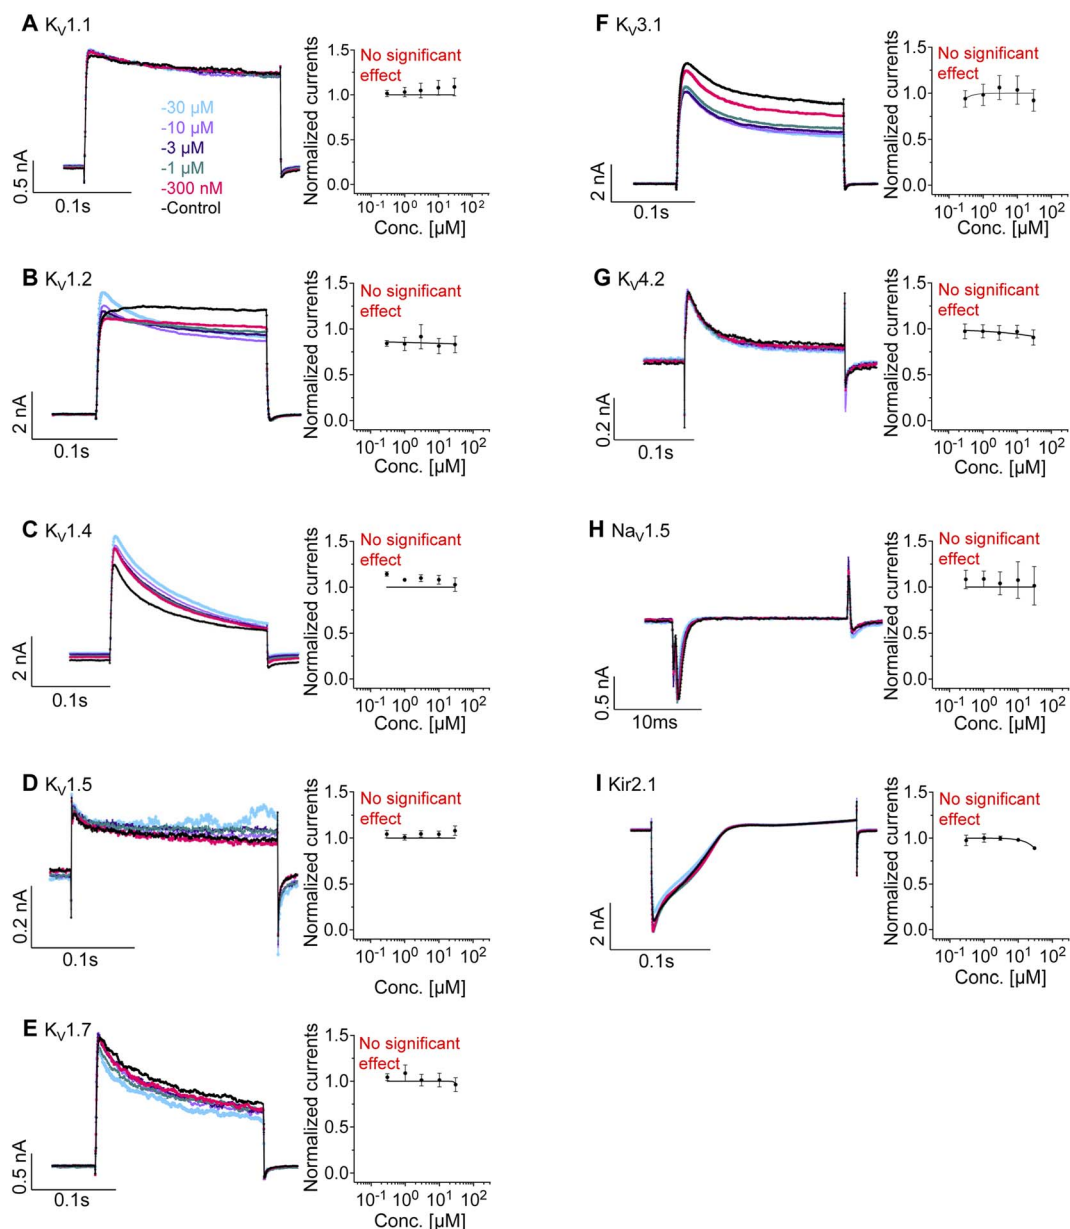 A Kv1.1
-30 µM
-10 µM
-3 µM
-1 µM
-300 nM
-Control
0.5 nA
0.1s
Normalized currents
1.5
1.0
0.5
0.0
No significant
effect
10⁻¹ 10⁰ 10¹ 10²
Conc. [µM]
B Kv1.2
2 nA
0.1s
Normalized currents
1.5
1.0
0.5
0.0
No significant
effect
10⁻¹ 10⁰ 10¹ 10²
Conc. [µM]
C Kv1.4
2 nA
0.1s
Normalized currents
1.5
1.0
0.5
0.0
No significant
effect
10⁻¹ 10⁰ 10¹ 10²
Conc. [µM]
D Kv1.5
0.2 nA
0.1s
Normalized currents
1.5
1.0
0.5
0.0
No significant
effect
10⁻¹ 10⁰ 10¹ 10²
Conc. [µM]
E Kv1.7
0.5 nA
0.1s
Normalized currents
1.5
1.0
0.5
0.0
No significant
effect
10⁻¹ 10⁰ 10¹ 10²
Conc. [µM]
F Kv3.1
2 nA
0.1s
Normalized currents
1.5
1.0
0.5
0.0
No significant
effect
10⁻¹ 10⁰ 10¹ 10²
Conc. [µM]
G Kv4.2
0.2 nA
0.1s
Normalized currents
1.5
1.0
0.5
0.0
No significant
effect
10⁻¹ 10⁰ 10¹ 10²
Conc. [µM]
H Nav1.5
0.5 nA
10ms
Normalized currents
1.5
1.0
0.5
0.0
No significant
effect
10⁻¹ 10⁰ 10¹ 10²
Conc. [µM]
I Kir2.1
2 nA
0.1s
Normalized currents
1.5
1.0
0.5
0.0
No significant
effect
10⁻¹ 10⁰ 10¹ 10²
Conc. [µM]